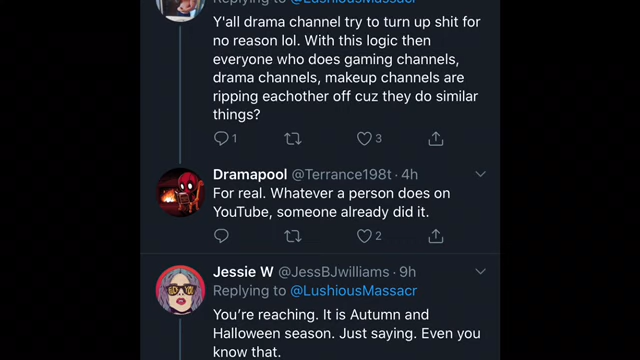 Replying to @LushiousMassacr
Y'all drama channel try to turn up shit for
no reason lol. With this logic then
everyone who does gaming channels,
drama channels, makeup channels are
ripping eachother off cuz they do similar
things?
1 3
Dramapool @Terrance198t · 4h
For real. Whatever a person does on
YouTube, someone already did it.
2
Jessie W @JessBJwilliams · 9h
Replying to @LushiousMassacr
You're reaching. It is Autumn and
Halloween season. Just saying. Even you
know that.